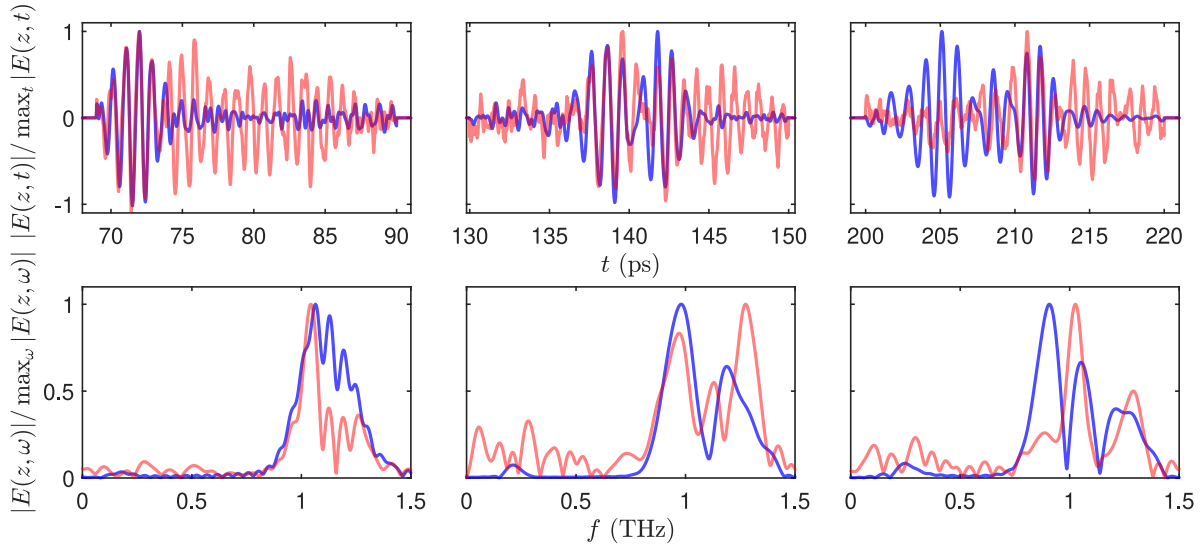 |E(z, t)|/ max_t |E(z, t)|
1
0
-1
70 75 80 85 90
130 135 140 145 150
200 205 210 215 220
t (ps)
|E(z, ω)|/ max_ω |E(z, ω)|
1
0.5
0
0 0.5 1 1.5
0 0.5 1 1.5
0 0.5 1 1.5
f (THz)